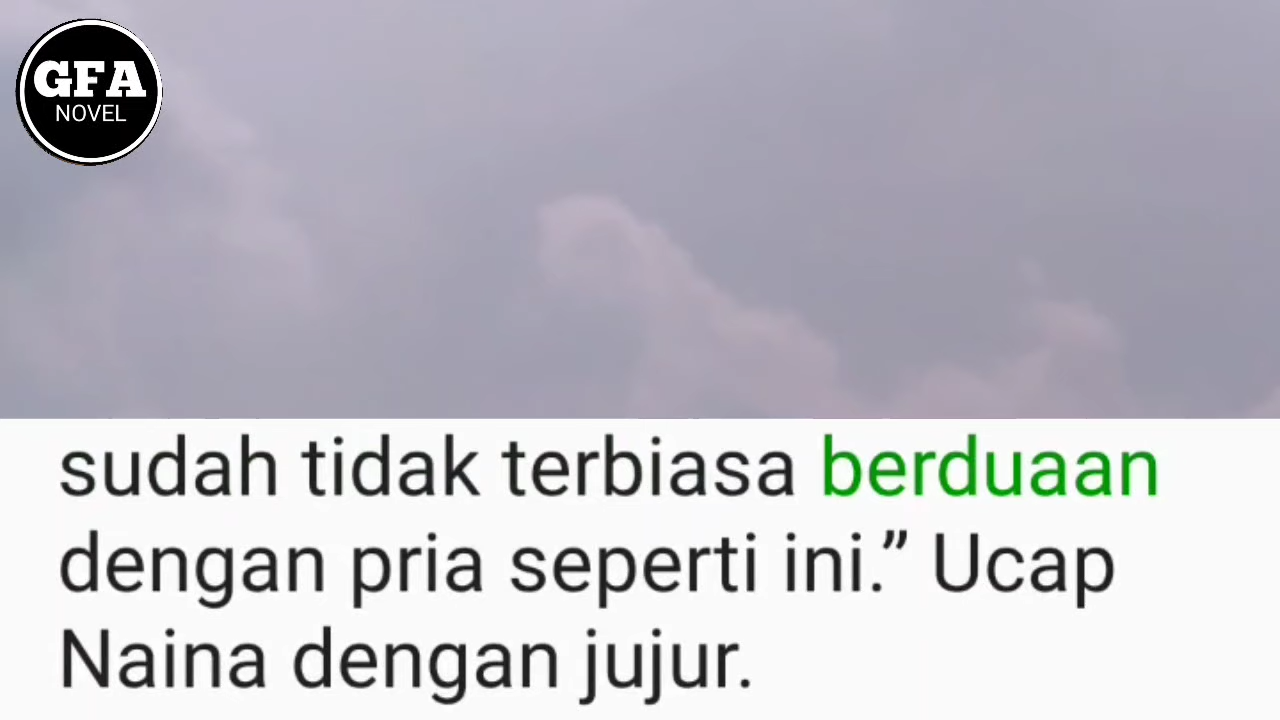 GFA
NOVEL
sudah tidak terbiasa berduaan
dengan pria seperti ini.” Ucap
Naina dengan jujur.